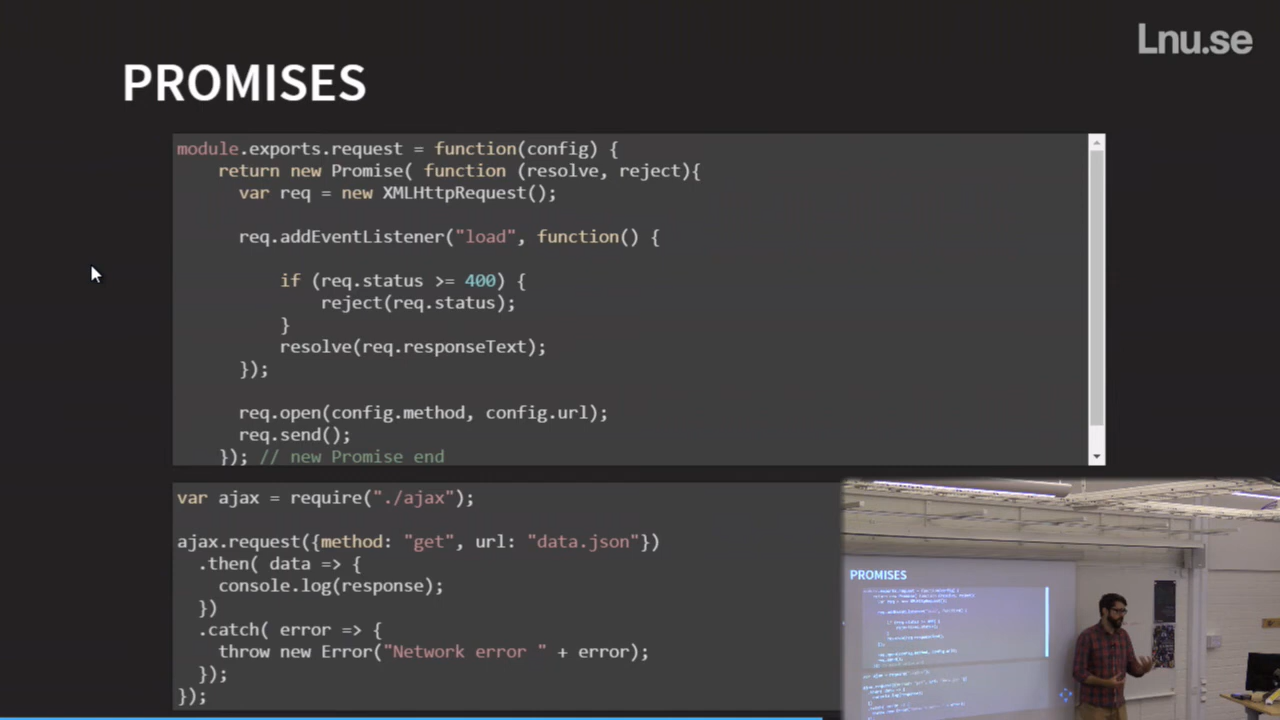 Lnu.se
PROMISES
module.exports.request = function(config) {
return new Promise( function (resolve, reject){
var req = new XMLHttpRequest();
req.addEventListener("load", function() {
if (req.status >= 400) {
reject(req.status);
}
resolve(req.responseText);
});
req.open(config.method, config.url);
req.send();
}); // new Promise end
var ajax = require("./ajax");
ajax.request({method: "get", url: "data.json"})
.then( data => {
console.log(response);
})
.catch( error => {
throw new Error("Network error " + error);
});
});
PROMISES